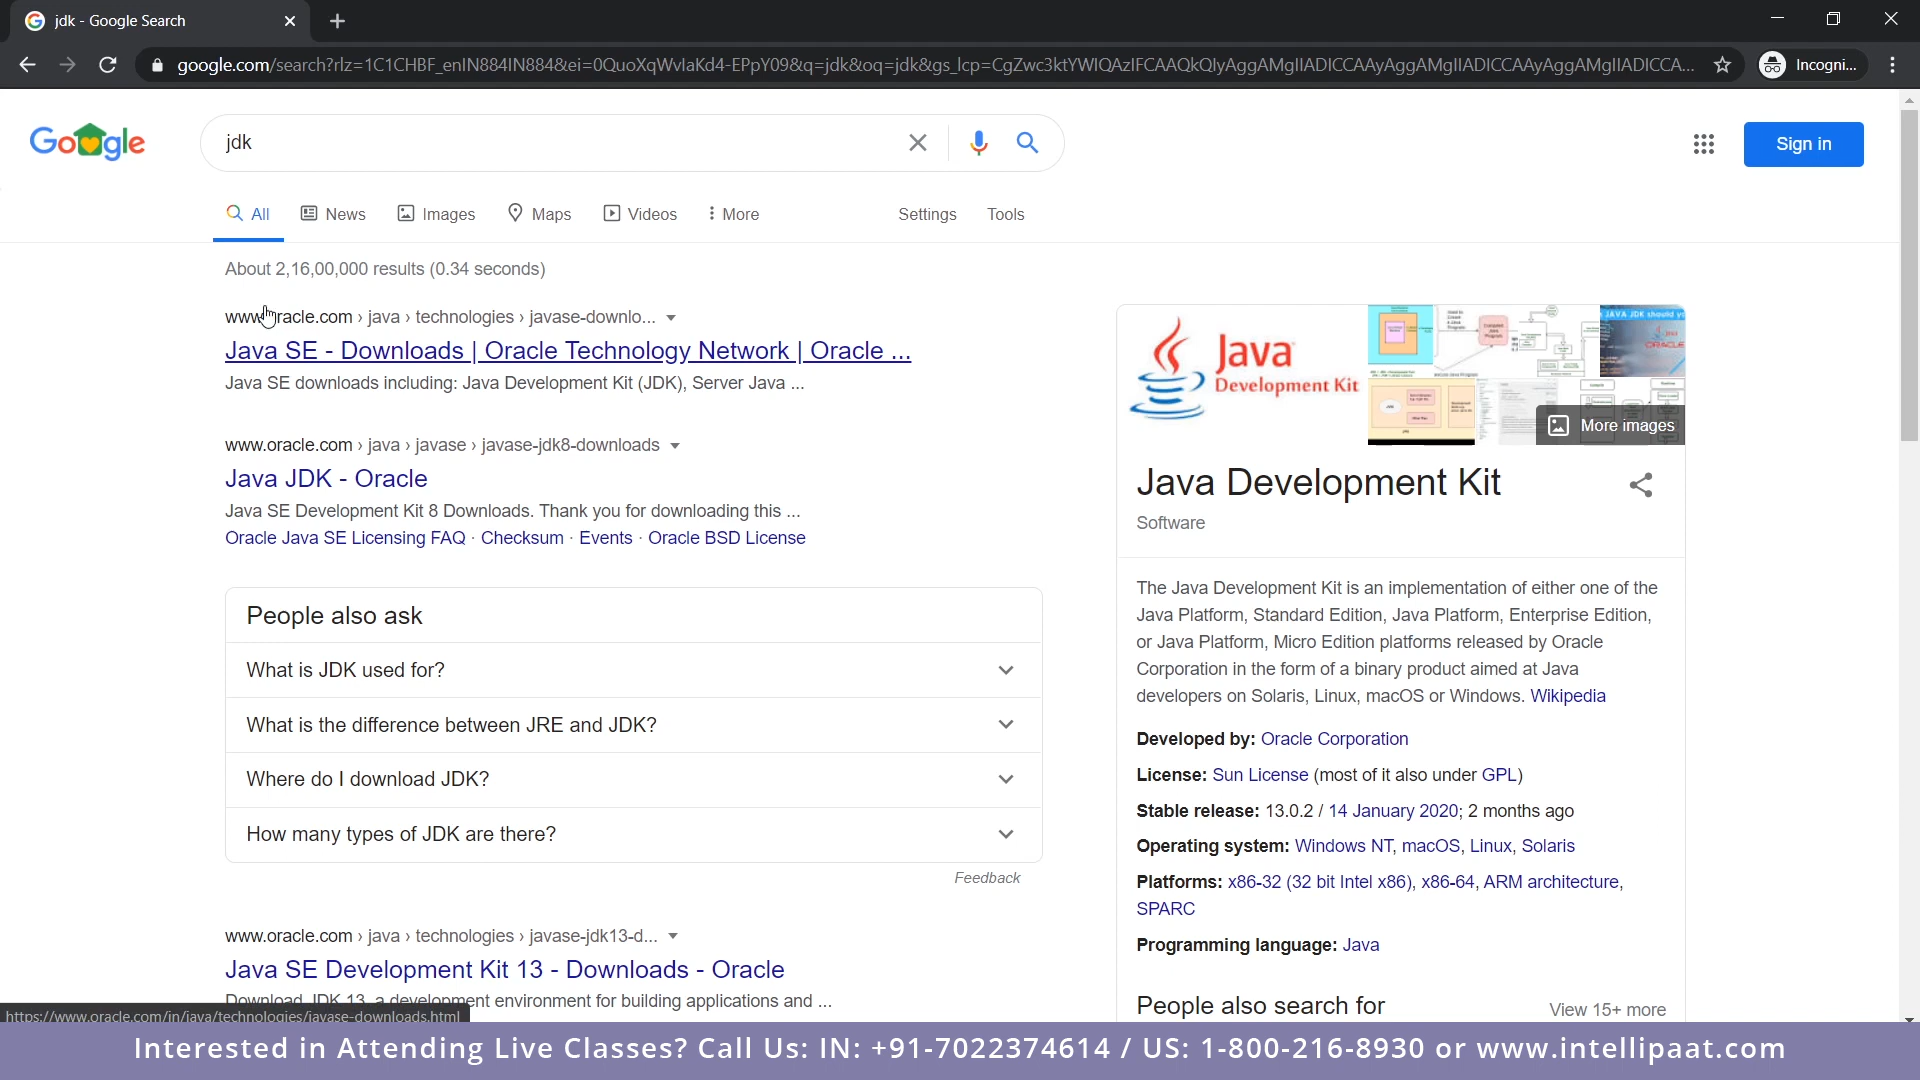 jdk - Google Search
google.com/search?rlz=1C1CHBF_enIN884IN884&ei=0QuoXqWvIaKd4-EPpY09&q=jdk&oq=jdk&gs_lcp=CgZwc3ktYWIQAzIFCAAQkQIyAggAMgIIADICCAAyAggAMgIIADICCAAyAggAMgIIADICCA...
Incogni...
Google
jdk
Sign in
All
News
Images
Maps
Videos
More
Settings
Tools
About 2,16,00,000 results (0.34 seconds)
www.oracle.com › java › technologies › javase-downlo...
Java SE - Downloads | Oracle Technology Network | Oracle ...
Java SE downloads including: Java Development Kit (JDK), Server Java ...
www.oracle.com › java › javase › javase-jdk8-downloads
Java JDK - Oracle
Java SE Development Kit 8 Downloads. Thank you for downloading this ...
Oracle Java SE Licensing FAQ · Checksum · Events · Oracle BSD License
People also ask
What is JDK used for?
What is the difference between JRE and JDK?
Where do I download JDK?
How many types of JDK are there?
Feedback
www.oracle.com › java › technologies › javase-jdk13-d...
Java SE Development Kit 13 - Downloads - Oracle
Download JDK 13, a development environment for building applications and ...
https://www.oracle.com/in/java/technologies/javase-downloads.html
Java
Development Kit
JAVA JDK should yo
ORACLE
More images
Java Development Kit
Software
The Java Development Kit is an implementation of either one of the
Java Platform, Standard Edition, Java Platform, Enterprise Edition,
or Java Platform, Micro Edition platforms released by Oracle
Corporation in the form of a binary product aimed at Java
developers on Solaris, Linux, macOS or Windows. Wikipedia
Developed by: Oracle Corporation
License: Sun License (most of it also under GPL)
Stable release: 13.0.2 / 14 January 2020; 2 months ago
Operating system: Windows NT, macOS, Linux, Solaris
Platforms: x86-32 (32 bit Intel x86), x86-64, ARM architecture,
SPARC
Programming language: Java
People also search for
View 15+ more
Interested in Attending Live Classes? Call Us: IN: +91-7022374614 / US: 1-800-216-8930 or www.intellipaat.com